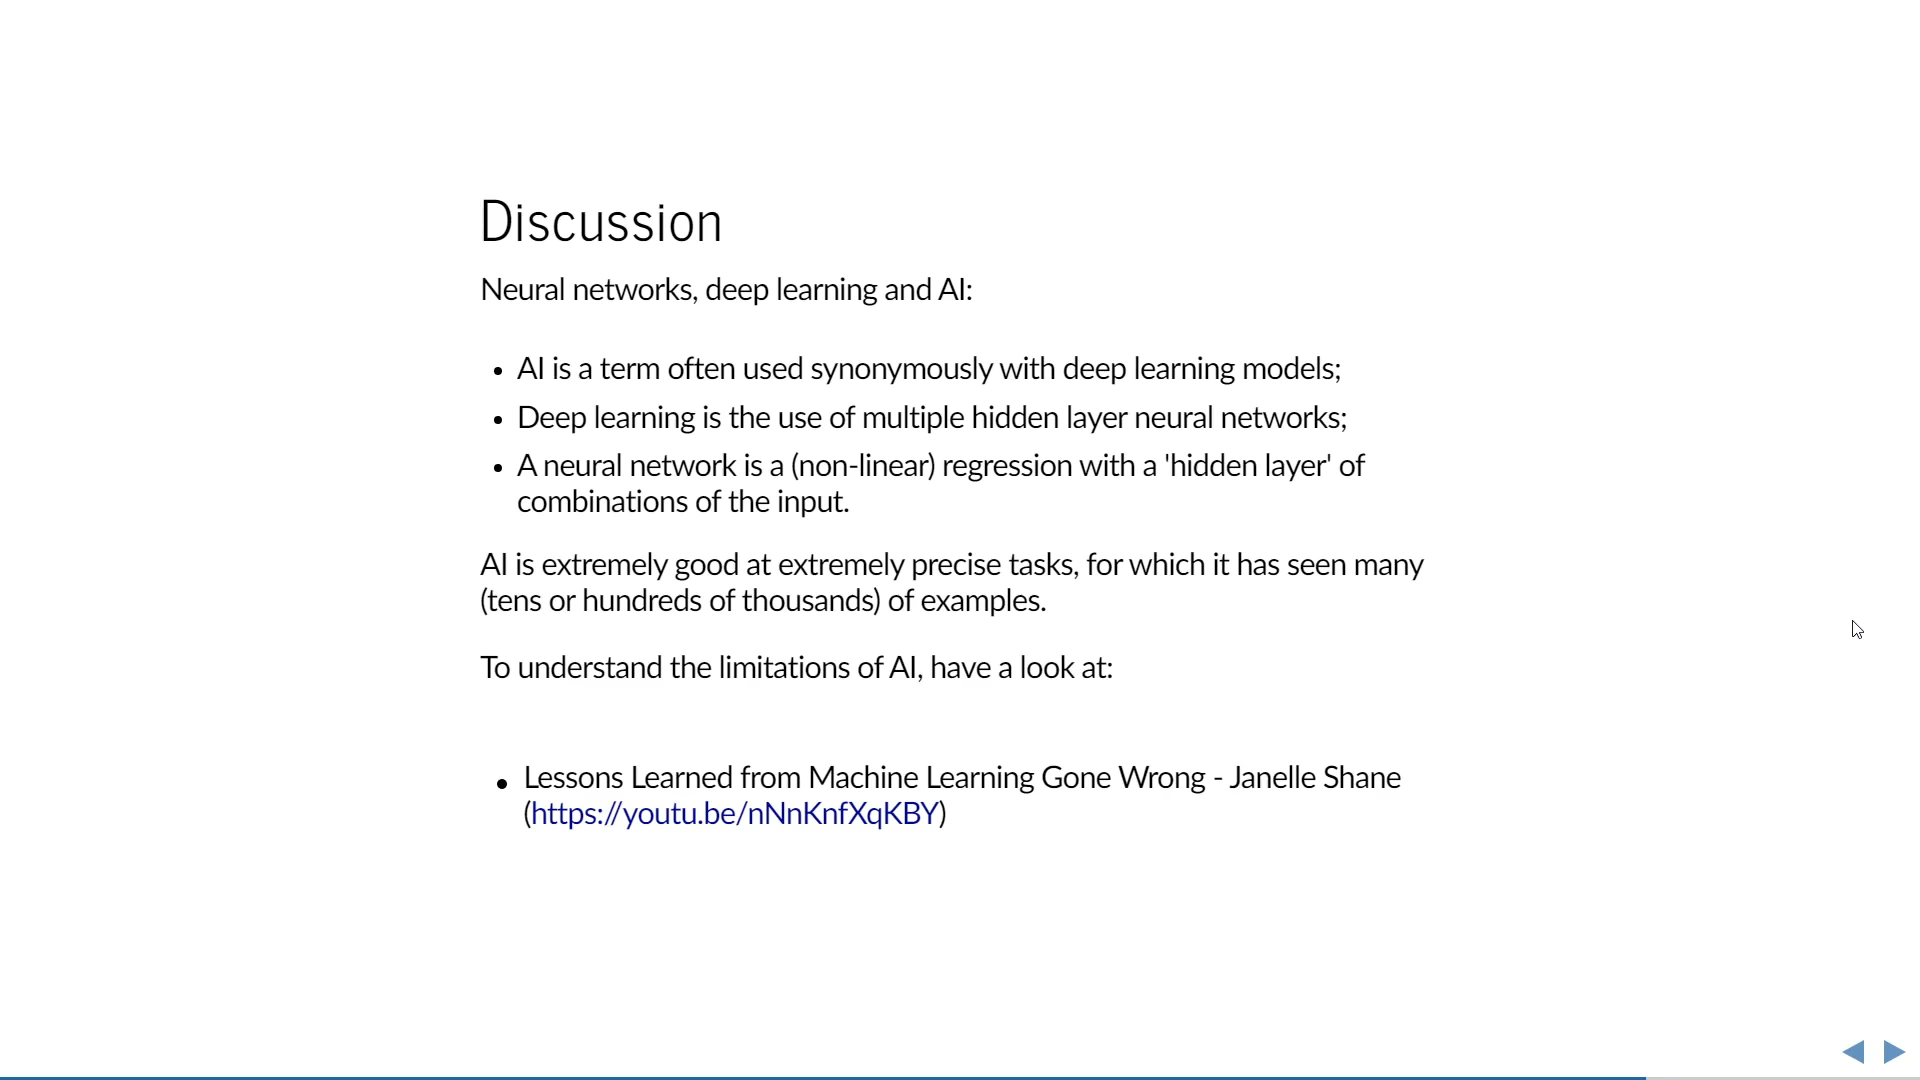 Discussion
Neural networks, deep learning and AI:
• AI is a term often used synonymously with deep learning models;
• Deep learning is the use of multiple hidden layer neural networks;
• A neural network is a (non-linear) regression with a 'hidden layer' of
combinations of the input.
AI is extremely good at extremely precise tasks, for which it has seen many
(tens or hundreds of thousands) of examples.
To understand the limitations of AI, have a look at:
• Lessons Learned from Machine Learning Gone Wrong - Janelle Shane
(https://youtu.be/nNnKnfXqKBY)